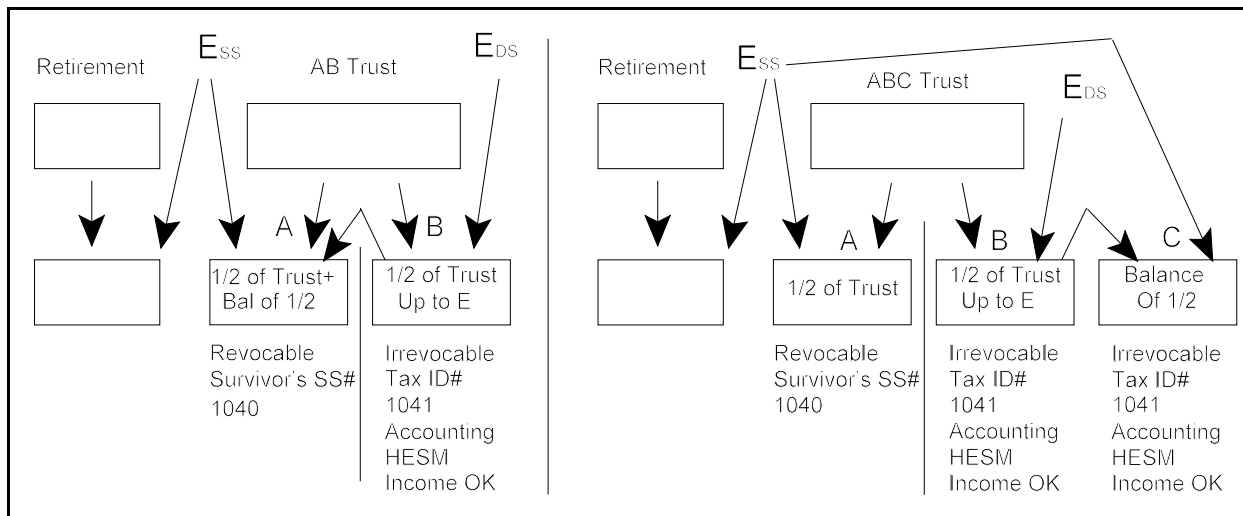 Retirement
ESS
AB Trust
EDS
A
B
1/2 of Trust+
Bal of 1/2
1/2 of Trust
Up to E
Revocable
Survivor's SS#
1040
Irrevocable
Tax ID#
1041
Accounting
HESM
Income OK
Retirement
ESS
ABC Trust
EDS
A
B
C
1/2 of Trust
1/2 of Trust
Up to E
Balance
Of 1/2
Revocable
Survivor's SS#
1040
Irrevocable
Tax ID#
1041
Accounting
HESM
Income OK
Irrevocable
Tax ID#
1041
Accounting
HESM
Income OK